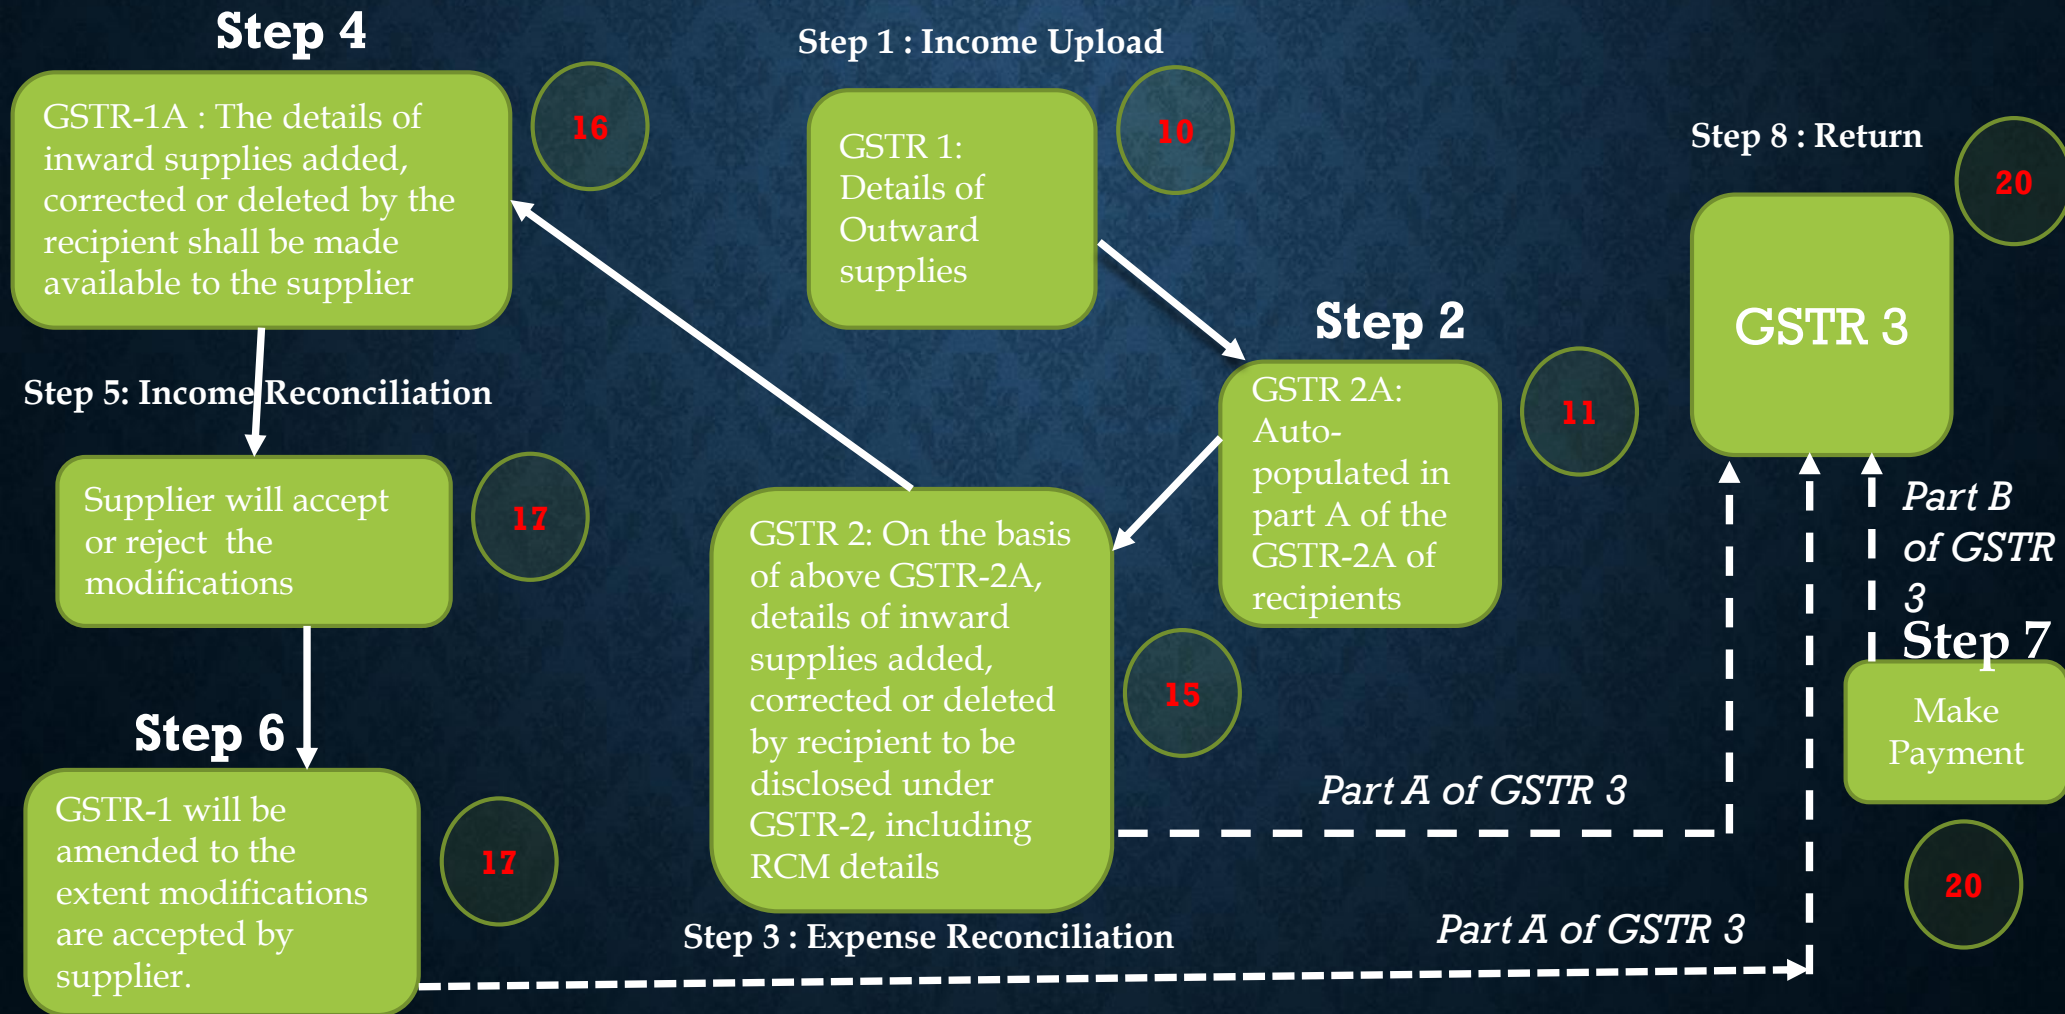 Step 4
GSTR-1A : The details of
inward supplies added,
corrected or deleted by the
recipient shall be made
available to the supplier
16
Step 1 : Income Upload
GSTR 1:
Details of
Outward
supplies
10
Step 8 : Return
20
GSTR 3
Step 2
GSTR 2A:
Auto-
populated in
part A of the
GSTR-2A of
recipients
11
Step 5: Income Reconciliation
Supplier will accept
or reject  the
modifications
17
GSTR 2: On the basis
of above GSTR-2A,
details of inward
supplies added,
corrected or deleted
by recipient to be
disclosed under
GSTR-2, including
RCM details
15
Step 3 : Expense Reconciliation
Step 6
GSTR-1 will be
amended to the
extent modifications
are accepted by
supplier.
17
Part A of GSTR 3
Part A of GSTR 3
Part B
of GSTR
3
Step 7
Make
Payment
20